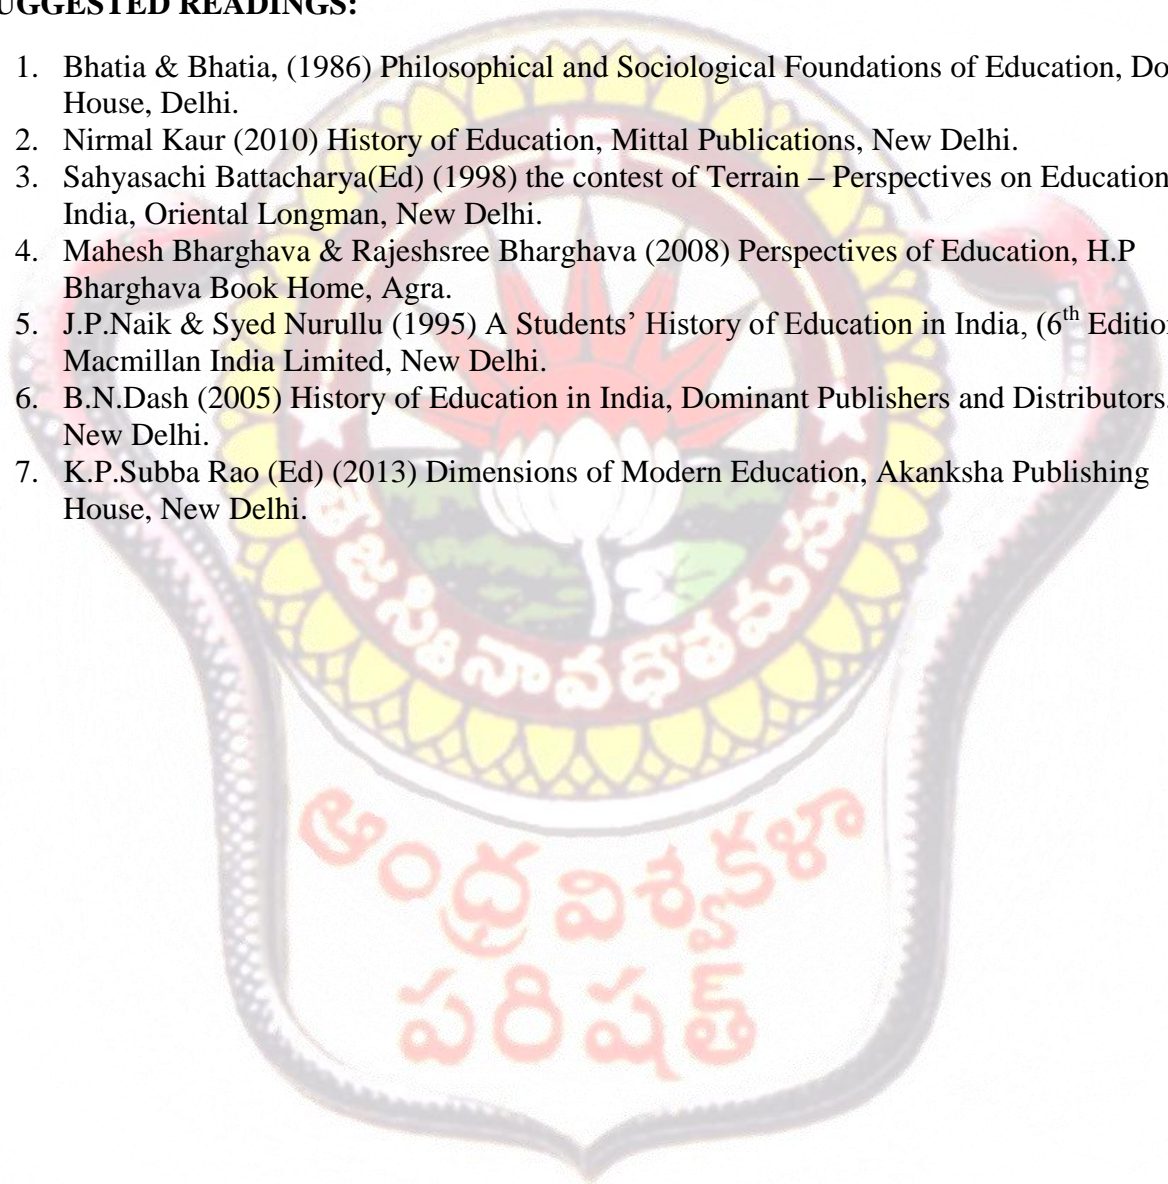 UGGESTED READINGS:
1. Bhatia & Bhatia, (1986) Philosophical and Sociological Foundations of Education, Do
House, Delhi.
2. Nirmal Kaur (2010) History of Education, Mittal Publications, New Delhi.
3. Sahyasachi Battacharya(Ed) (1998) the contest of Terrain – Perspectives on Education
India, Oriental Longman, New Delhi.
4. Mahesh Bharghava & Rajeshsree Bharghava (2008) Perspectives of Education, H.P
Bharghava Book Home, Agra.
5. J.P.Naik & Syed Nurullu (1995) A Students’ History of Education in India, (6th Edition
Macmillan India Limited, New Delhi.
6. B.N.Dash (2005) History of Education in India, Dominant Publishers and Distributors,
New Delhi.
7. K.P.Subba Rao (Ed) (2013) Dimensions of Modern Education, Akanksha Publishing
House, New Delhi.
తేజస్వినావధీతమస్తు
ఆంధ్ర విశ్వకళా
పరిషత్